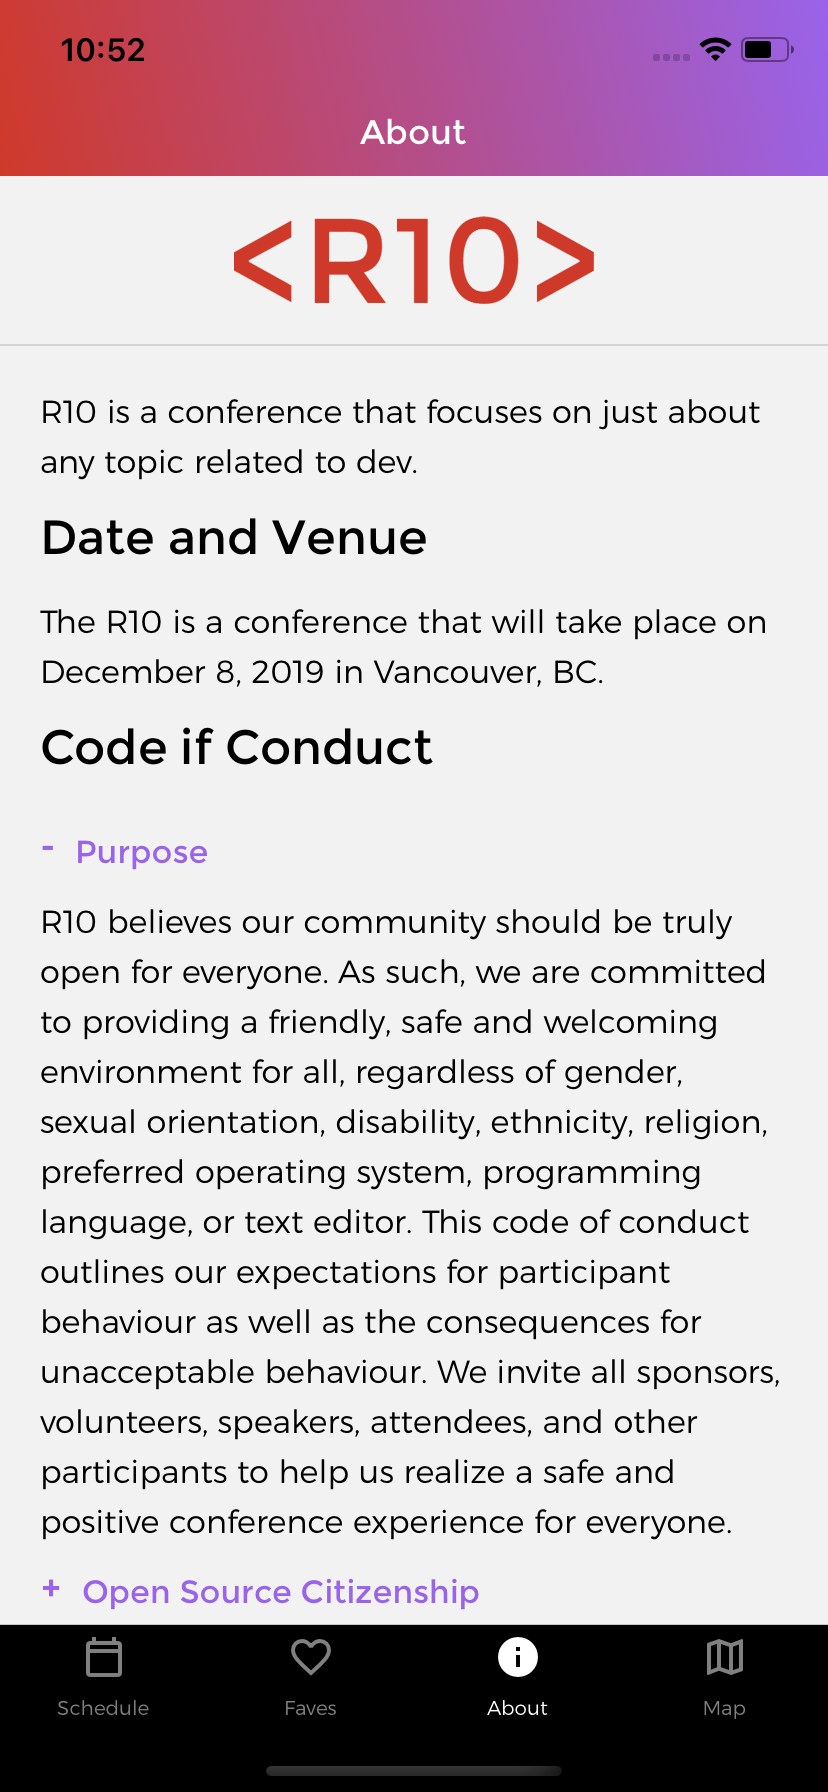 10:52
About
<R10>
R10 is a conference that focuses on just about
any topic related to dev.
Date and Venue
The R10 is a conference that will take place on
December 8, 2019 in Vancouver, BC.
Code if Conduct
- Purpose
R10 believes our community should be truly
open for everyone. As such, we are committed
to providing a friendly, safe and welcoming
environment for all, regardless of gender,
sexual orientation, disability, ethnicity, religion,
preferred operating system, programming
language, or text editor. This code of conduct
outlines our expectations for participant
behaviour as well as the consequences for
unacceptable behaviour. We invite all sponsors,
volunteers, speakers, attendees, and other
participants to help us realize a safe and
positive conference experience for everyone.
+ Open Source Citizenship
Schedule Faves About Map